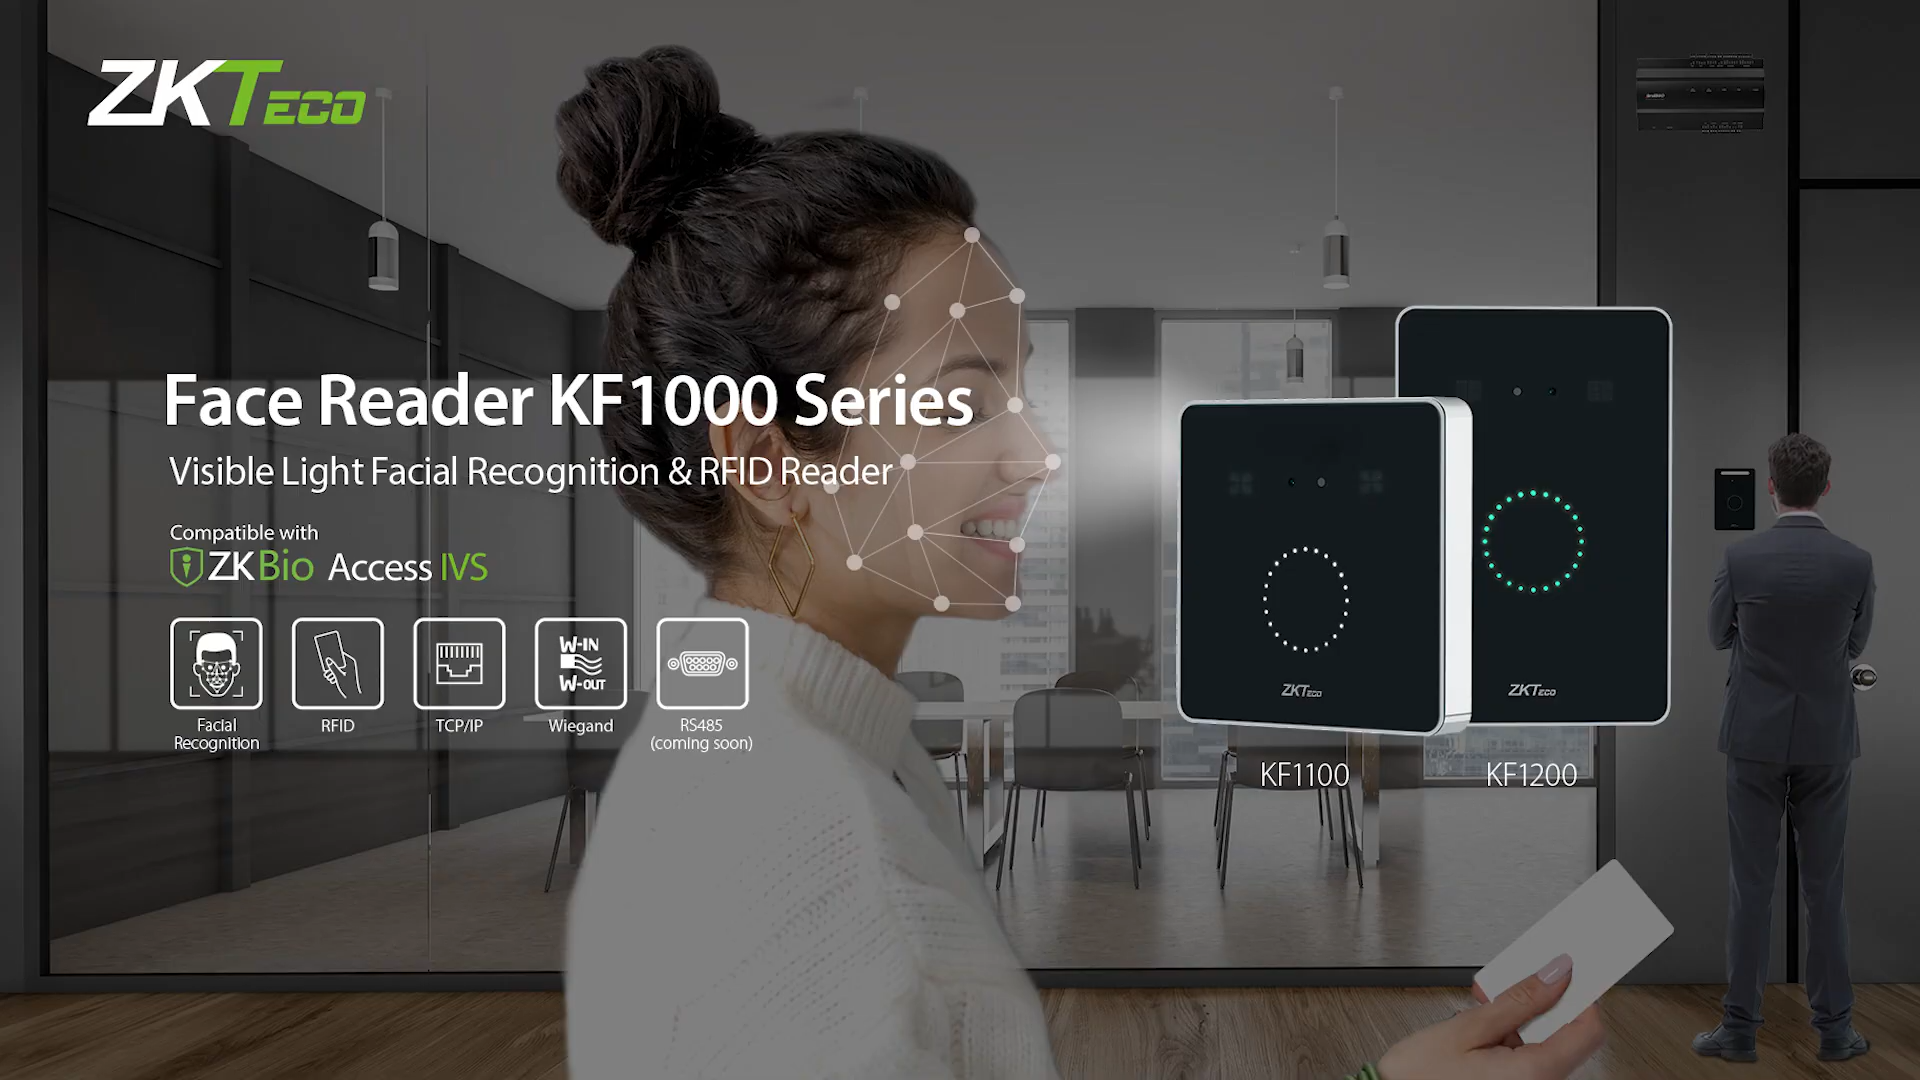 ZKTeco
Face Reader KF1000 Series
Visible Light Facial Recognition & RFID Reader
Compatible with
ZKBio Access IVS
W-IN
W-OUT
Facial
Recognition
RFID
TCP/IP
Wiegand
RS485
(coming soon)
ZKTeco
ZKTeco
KF1100
KF1200